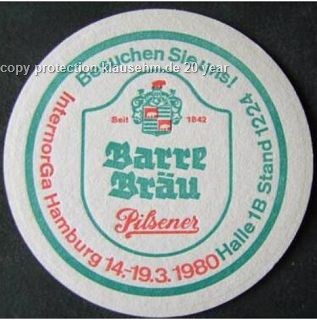 Besuchen Sie uns!
copy protection klausehm.de 20 year
Seit 1842
Barre
Bräu
Pilsener
InternorGa Hamburg 14.-19.3.1980 Halle 1B Stand 1224